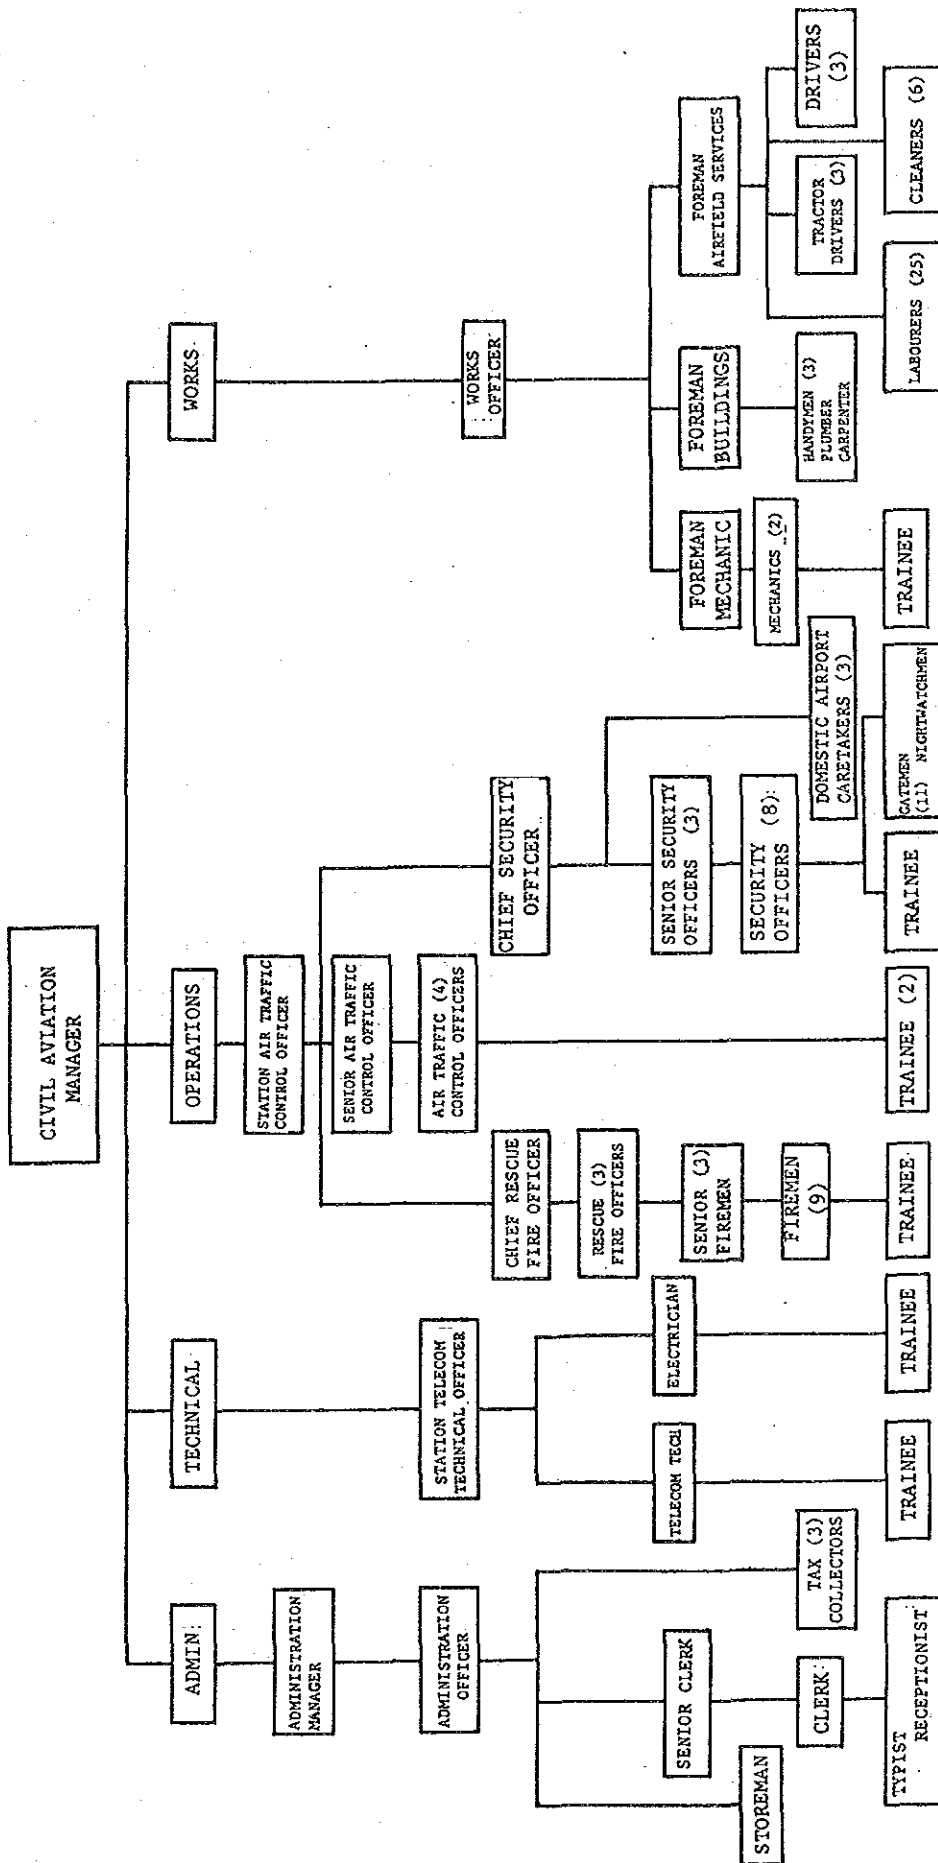 CIVIL AVIATION
MANAGER
ADMIN:
TECHNICAL
OPERATIONS
WORKS
ADMINISTRATION
MANAGER
STATION AIR TRAFFIC
CONTROL OFFICER
SENIOR AIR TRAFFIC
CONTROL OFFICER
ADMINISTRATION
OFFICER
STATION TELECOM
TECHNICAL OFFICER
AIR TRAFFIC (4)
CONTROL OFFICERS
WORKS
OFFICER
CHIEF RESCUE
FIRE OFFICER
CHIEF SECURITY
OFFICER
RESCUE (3)
FIRE OFFICERS
SENIOR CLERK
TELECOM TECH
ELECTRICIAN
SENIOR (3)
FIREMEN
SENIOR SECURITY
OFFICERS (3)
FOREMAN
MECHANIC
FOREMAN
BUILDINGS
FOREMAN
AIRFIELD SERVICES
STOREMAN
SECURITY (8)
OFFICERS
MECHANICS (2)
CLERK
TAX (3)
COLLECTORS
FIREMEN
(9)
DOMESTIC AIRPORT
CARETAKERS (3)
HANDYMEN (3)
PLUMBER
CARPENTER
TRACTOR
DRIVERS (3)
DRIVERS
(3)
TYPIST
RECEPTIONIST
TRAINEE
TRAINEE
TRAINEE
TRAINEE (2)
TRAINEE
GATEMEN
(11) NIGHTWATCHMEN
TRAINEE
LABOURERS (25)
CLEANERS (6)